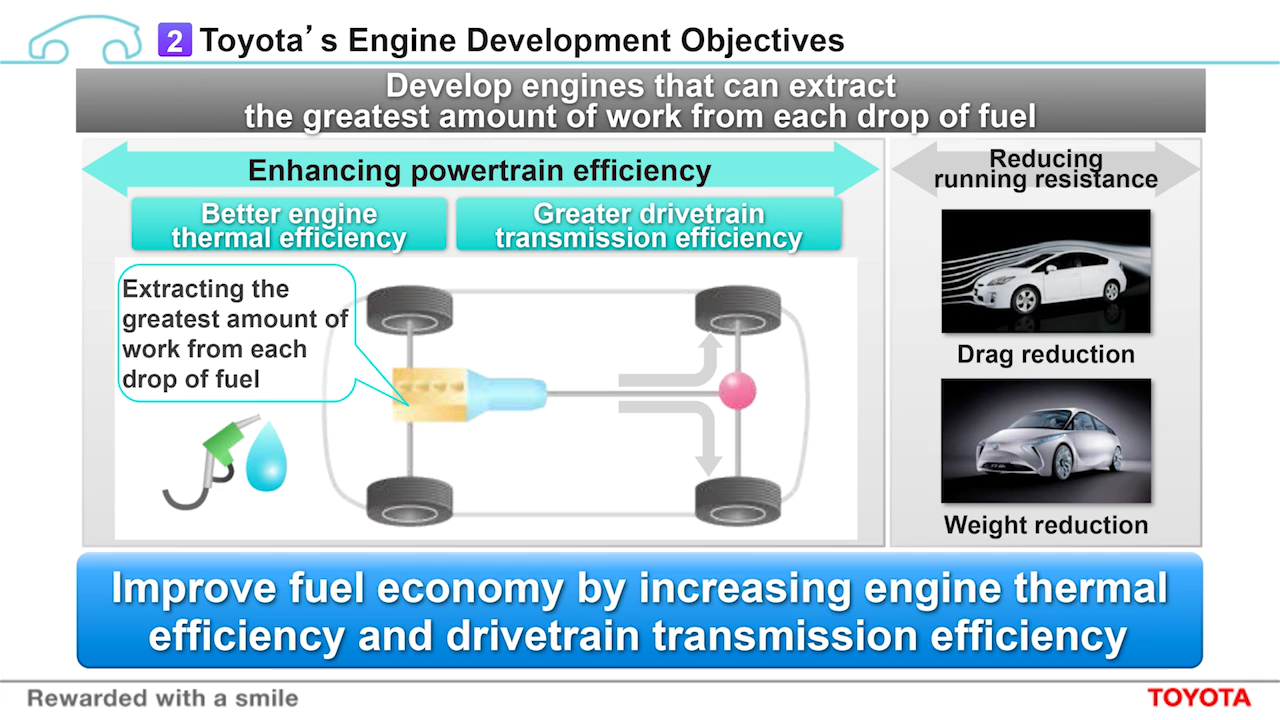 2 Toyota’s Engine Development Objectives
Develop engines that can extract
the greatest amount of work from each drop of fuel
Enhancing powertrain efficiency
Reducing
running resistance
Better engine
thermal efficiency
Greater drivetrain
transmission efficiency
Extracting the
greatest amount of
work from each
drop of fuel
Drag reduction
Weight reduction
Improve fuel economy by increasing engine thermal
efficiency and drivetrain transmission efficiency
Rewarded with a smile
TOYOTA